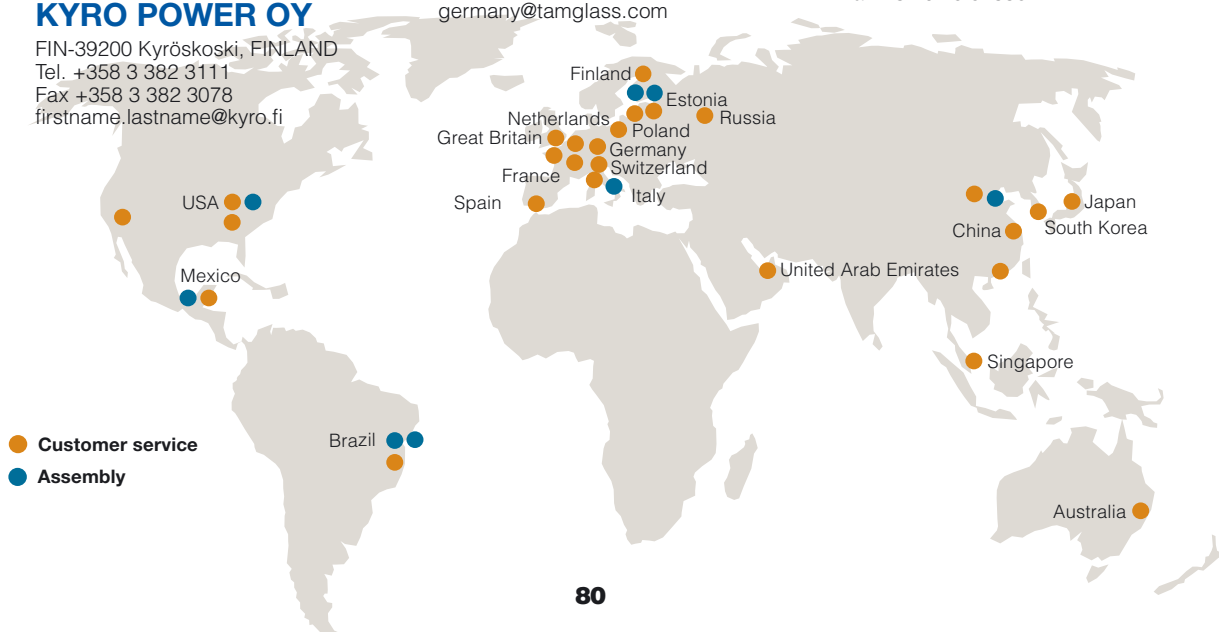 KYRO POWER OY
FIN-39200 Kyröskoski, FINLAND
Tel. +358 3 382 3111
Fax +358 3 382 3078
firstname.lastname@kyro.fi
germany@tamglass.com
Finland
Estonia
Netherlands
Russia
Great Britain
Poland
Germany
France
Switzerland
Spain
Italy
USA
Mexico
Japan
South Korea
China
United Arab Emirates
Singapore
Brazil
Australia
Customer service
Assembly
80